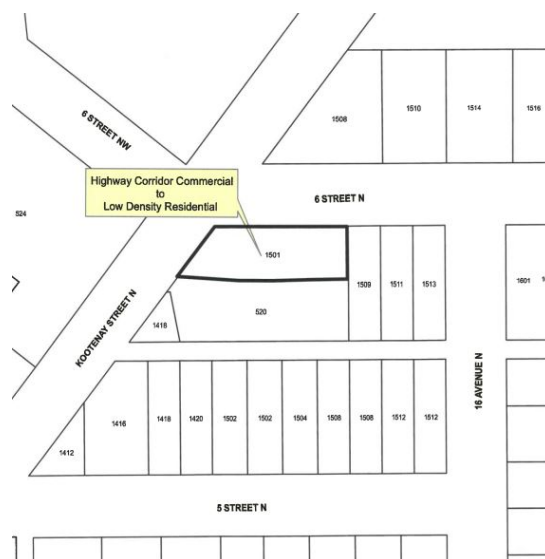 6 STREET NW
1508
1510
1514
1516
Highway Corridor Commercial
to
Low Density Residential
6 STREET N
524
1501
1509
1511
1513
1601
KOOTENAY STREET N
1418
520
16 AVENUE N
1412
1416
1418
1420
1502
1502
1504
1508
1508
1512
1512
5 STREET N